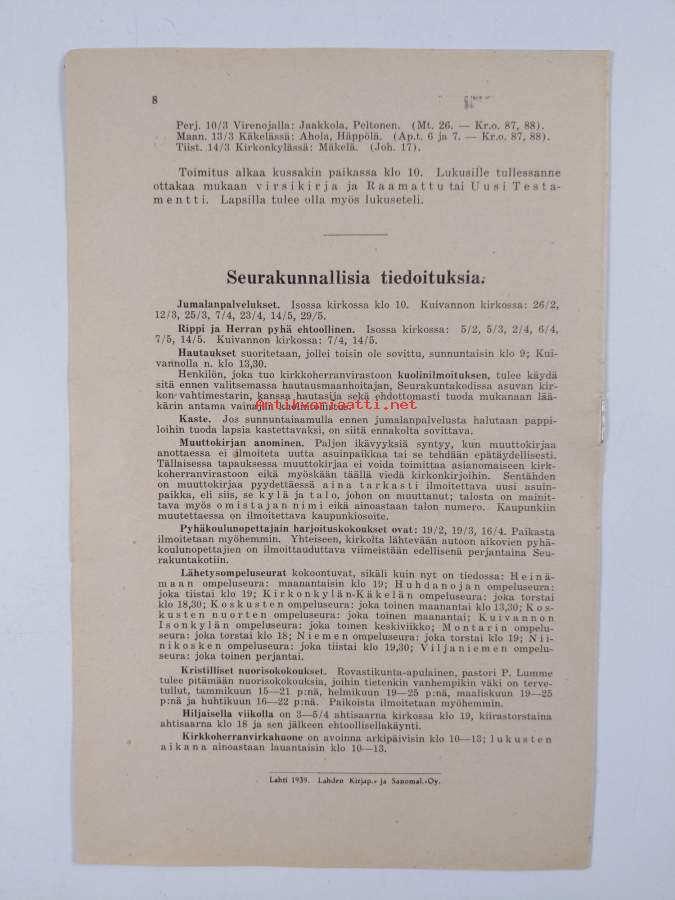 8
Perj. 10/3 Virenojalla: Jaakkola, Peltonen. (Mt. 26. — Kr.o. 87, 88).
Maan. 13/3 Käkelässä: Ahola, Häppölä. (Ap.t. 6 ja 7. — Kr.o. 87, 88).
Tiist. 14/3 Kirkonkylässä: Mäkelä. (Joh. 17).
Toimitus alkaa kussakin paikassa klo 10. Lukusille tullessanne
ottakaa mukaan virsikirja ja Raamattu tai Uusi Testa-
mentti. Lapsilla tulee olla myös lukuseteli.
Seurakunnallisia tiedoituksia.
Jumalanpalvelukset. Isossa kirkossa klo 10. Kuivannon kirkossa: 26/2,
12/3, 25/3, 7/4, 23/4, 14/5, 29/5.
Rippi ja Herran pyhä ehtoollinen. Isossa kirkossa: 5/2, 5/3, 2/4, 6/4,
7/5, 14/5. Kuivannon kirkossa: 7/4, 14/5.
Hautaukset suoritetaan, jollei toisin ole sovittu, sunnuntaisin klo 9; Kui-
vannolla n. klo 13,30.
Henkilön, joka tuo kirkkoherranvirastoon kuolinilmoituksen, tulee käydä
sitä ennen valitsemassa hautausmaanhoitajan, Seurakuntakodissa asuvan kir-
konvahtimestarin, kanssa hautasija sekä ehdottomasti tuoda mukanaan lää-
kärin antama vainajan kuolintodistus.
Antikvariaatti.net
Kaste. Jos sunnuntaiaamulla ennen jumalanpalvelusta halutaan pappi-
loihin tuoda lapsia kastettavaksi, on siitä ennakolta sovittava.
Muuttokirjan anominen. Paljon ikävyyksiä syntyy, kun muuttokirjaa
anottaessa ei ilmoiteta uutta asuinpaikkaa tai se tehdään epätäydellisesti.
Tällaisessa tapauksessa muuttokirjaa ei voida toimittaa asianomaiseen kirk-
koherranvirastoon eikä myöskään täällä viedä kirkonkirjoihin. Sentähden
on muuttokirjaa pyydettäessä aina tarkasti ilmoitettava uusi asuin-
paikka, eli siis, se kylä ja talo, johon on muuttanut; talosta on mainit-
tava myös omistajan nimi eikä ainoastaan talon numero. Kaupunkiin
muutettaessa on ilmoitettava kaupunkiosoite.
Pyhäkoulunopettajain harjoituskokoukset ovat: 19/2, 19/3, 16/4. Paikasta
ilmoitetaan myöhemmin. Yhteiseen, kirkolta lähtevään autoon aikovien pyhä-
koulunopettajien on ilmoittauduttava viimeistään edellisenä perjantaina Seu-
rakuntakotiin.
Lähetysompeluseurat kokoontuvat, sikäli kuin nyt on tiedossa: Heinä-
maan ompeluseura: maanantaisin klo 19; Huhdanojan ompeluseura:
joka tiistai klo 19; Kirkonkylän-Käkelän ompeluseura: joka torstai
klo 18,30; Koskusten ompeluseura: joka toinen maanantai klo 13,30; Kos-
kusten nuorten ompeluseura: joka toinen maanantai; Kuivannon
Isonkylän ompeluseura: joka toinen keskiviikko; Montarin ompelu-
seura: joka torstai klo 18; Niemen ompeluseura: joka torstai klo 19; Nii-
nikosken ompeluseura: joka tiistai klo 19,30; Viljaniemen ompelu-
seura: joka toinen perjantai.
Kristilliset nuorisokokoukset. Rovastikunta-apulainen, pastori P. Lumme
tulee pitämään nuorisokokouksia, joihin tietenkin vanhempikin väki on terve-
tullut, tammikuun 15—21 p:nä, helmikuun 19—25 p:nä, maaliskuun 19—25
p:nä ja huhtikuun 16—22 p:nä. Paikoista ilmoitetaan myöhemmin.
Hiljaisella viikolla on 3—5/4 ahtisaarna kirkossa klo 19, kiirastorstaina
ahtisaarna klo 18 ja sen jälkeen ehtoollisellakäynti.
Kirkkoherranvirkahuone on avoinna arkipäivisin klo 10—13; lukusten
aikana ainoastaan lauantaisin klo 10—13.
Lahti 1939. Lahden Kirjap.- ja Sanomal.-Oy.